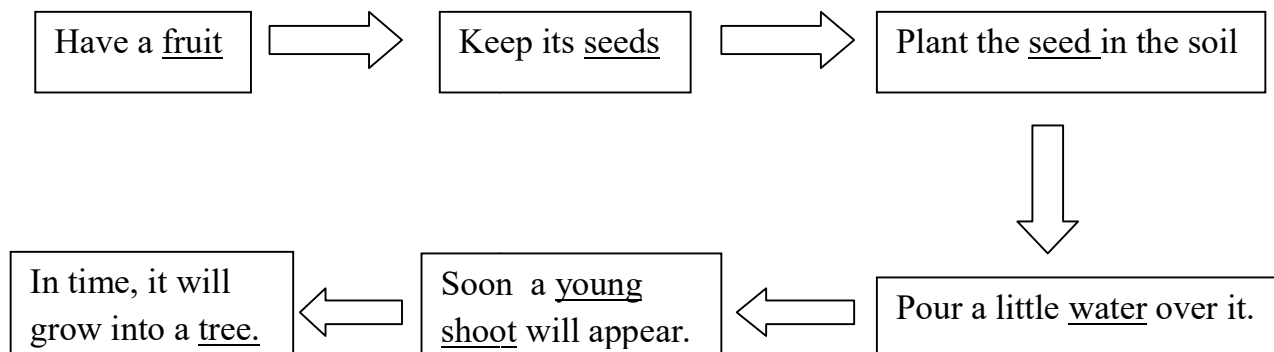 Have a fruit
Keep its seeds
Plant the seed in the soil
Pour a little water over it.
Soon a young
shoot will appear.
In time, it will
grow into a tree.